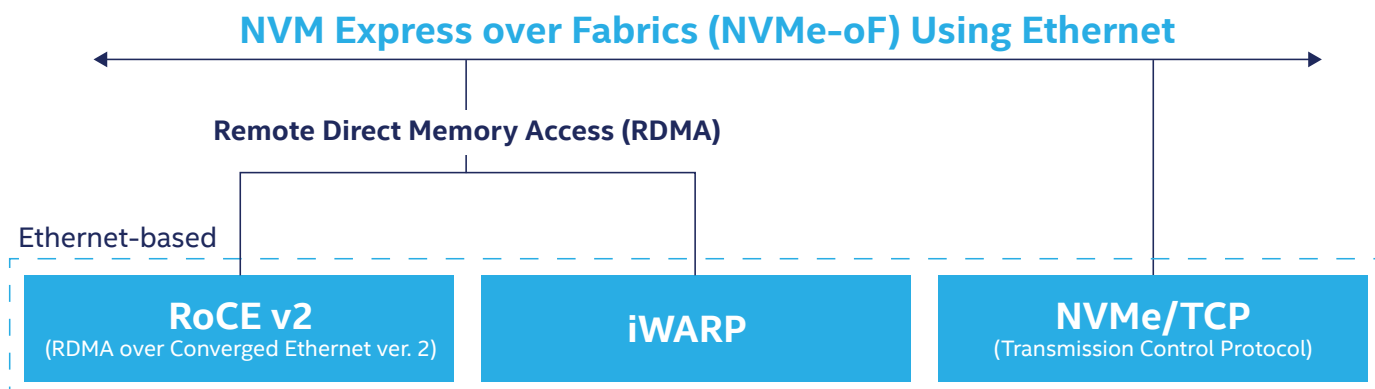 NVM Express over Fabrics (NVMe-oF) Using Ethernet
Remote Direct Memory Access (RDMA)
Ethernet-based
RoCE v2
(RDMA over Converged Ethernet ver. 2)
iWARP
NVMe/TCP
(Transmission Control Protocol)